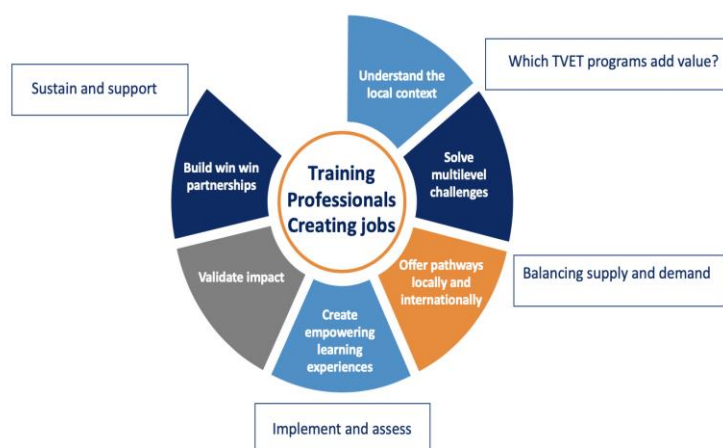 Understand the
local context
Which TVET programs add value?
Solve
multilevel
challenges
Offer pathways
locally and
internationally
Balancing supply and demand
Create
empowering
learning
experiences
Implement and assess
Validate impact
Build win win
partnerships
Sustain and support
Training
Professionals
Creating jobs